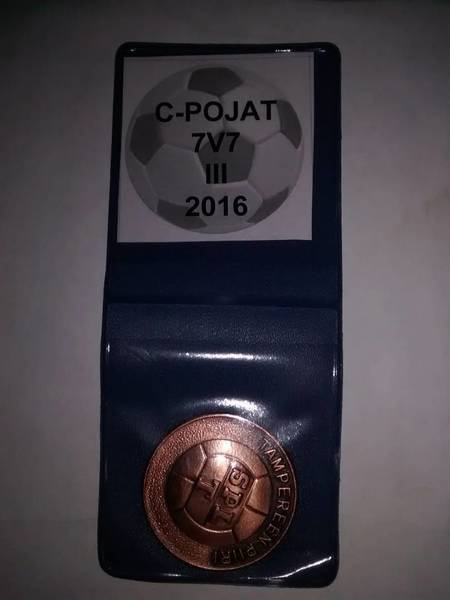 C-POJAT
7V7
III
2016
TAMPEREEN PIIRI
SPL
T